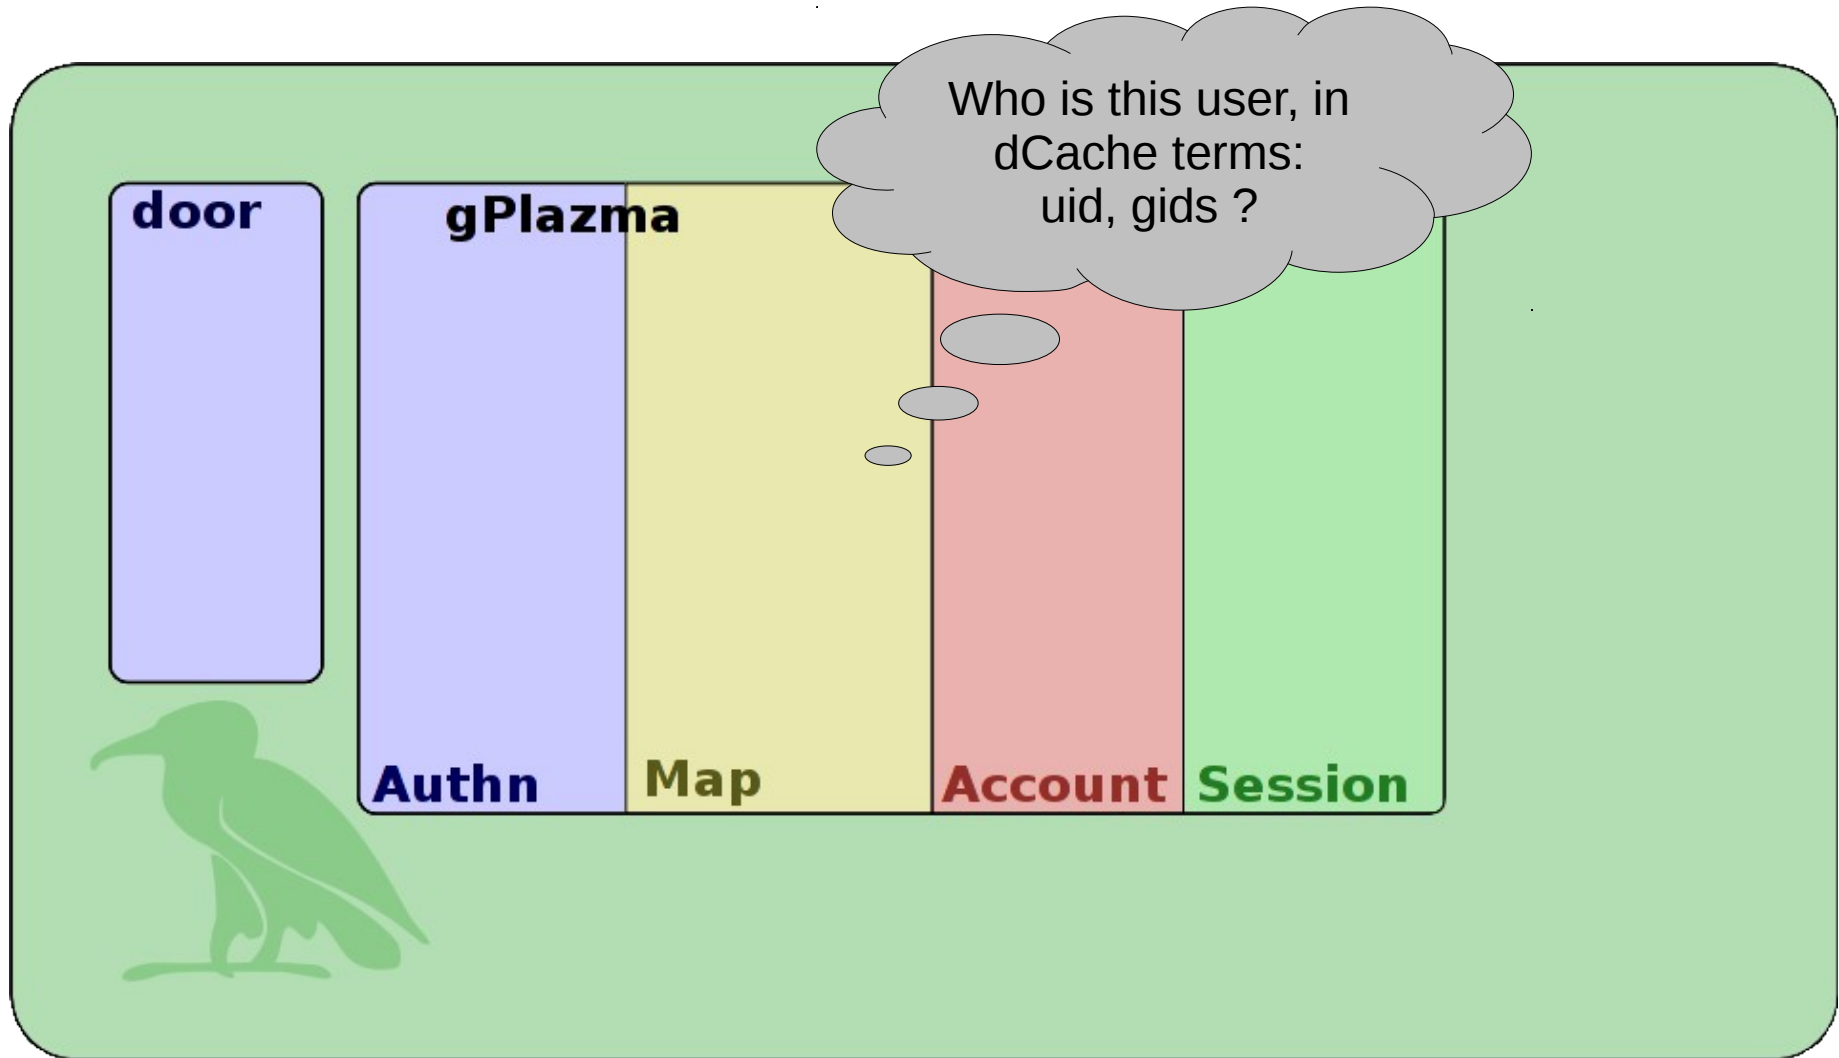 Who is this user, in
dCache terms:
uid, gids ?
door
gPlazma
Authn
Map
Account
Session